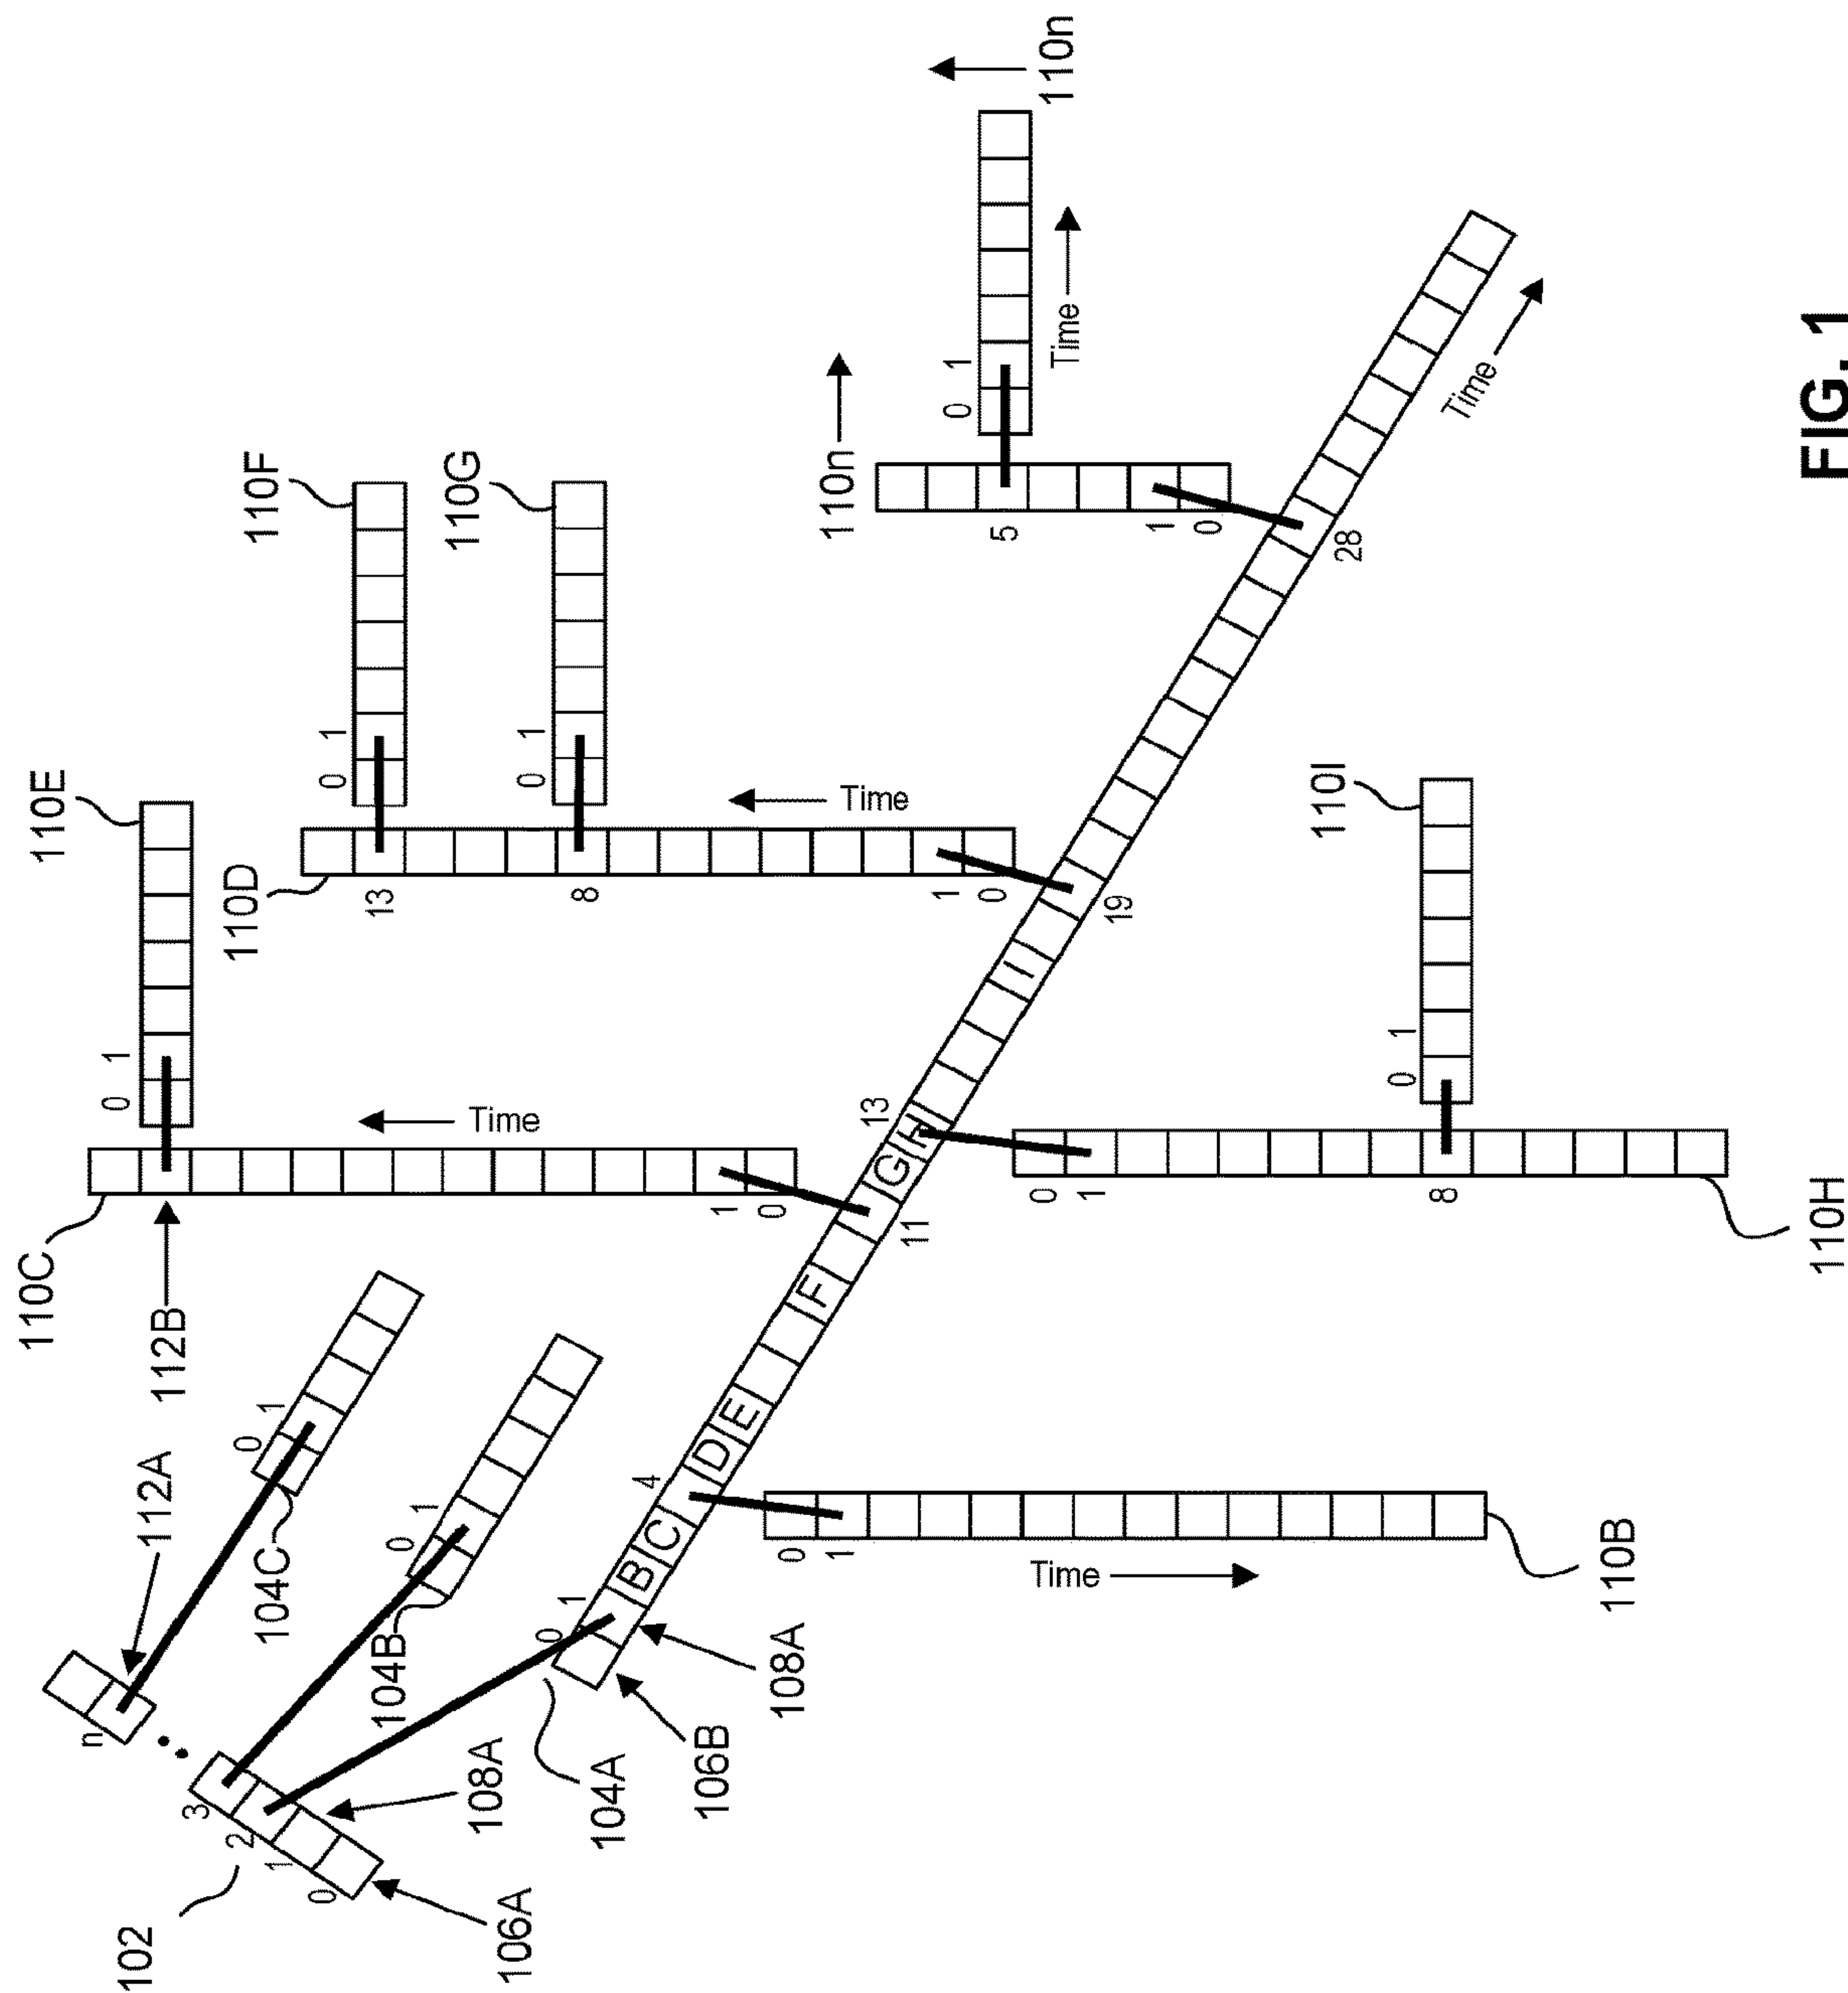 110E
0 1
110C
112B
1
0
Time
110F
0 1
110G
0 1
110D
13
8
1
0
Time
110n
110n
0 1
Time
5
1
0
28
Time
112A
n
0 1
104C
0 1
104B
3
2
1
0
102
108A
106A
0 1
104A
106B
108A
B C D E F G H I
4
11
13
19
0
1
Time
110B
0
1
8
110H
0 1
110I
FIG. 1